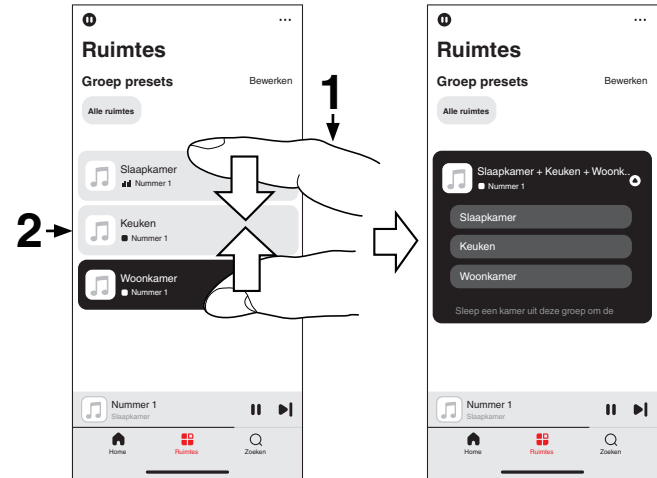 Ruimtes
Groep presets
Bewerken
Alle ruimtes
1
Slaapkamer
Nummer 1
2
Keuken
Nummer 1
Woonkamer
Nummer 1
Nummer 1
Slaapkamer
Home
Ruimtes
Zoeken
Ruimtes
Groep presets
Bewerken
Alle ruimtes
Slaapkamer + Keuken + Woonk..
Nummer 1
Slaapkamer
Keuken
Woonkamer
Sleep een kamer uit deze groep om de
Nummer 1
Slaapkamer
Home
Ruimtes
Zoeken